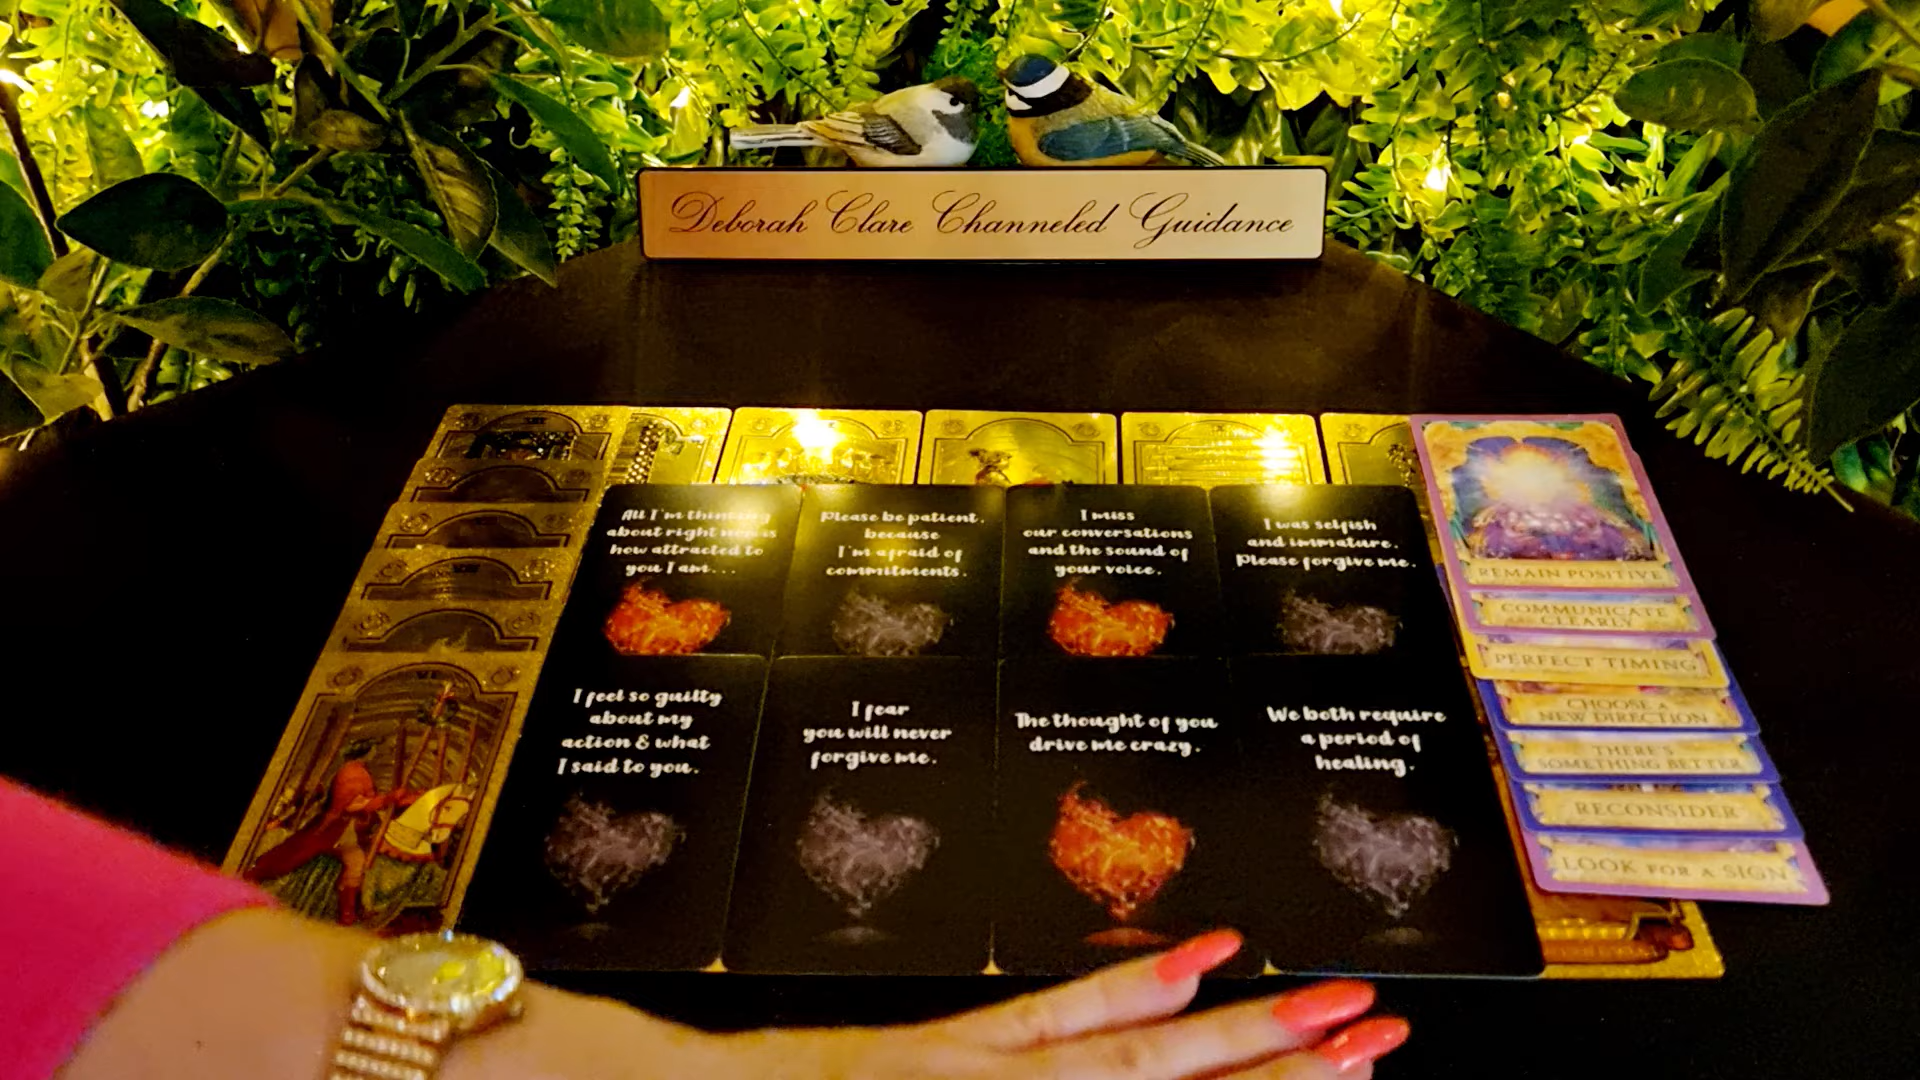 Deborah Clare Channeled Guidance
All I'm thinking
about right now is
how attracted to
you I am...
Please be patient,
because
I'm afraid of
commitments.
I miss
our conversations
and the sound of
your voice.
I was selfish
and immature.
Please forgive me.
I feel so guilty
about my
action & what
I said to you.
I fear
you will never
forgive me.
The thought of you
drive me crazy.
We both require
a period of
healing.
REMAIN POSITIVE
COMMUNICATE
CLEARLY
PERFECT TIMING
CHOOSE A
NEW DIRECTION
THERE'S
SOMETHING BETTER
RECONSIDER
LOOK FOR A SIGN
VI